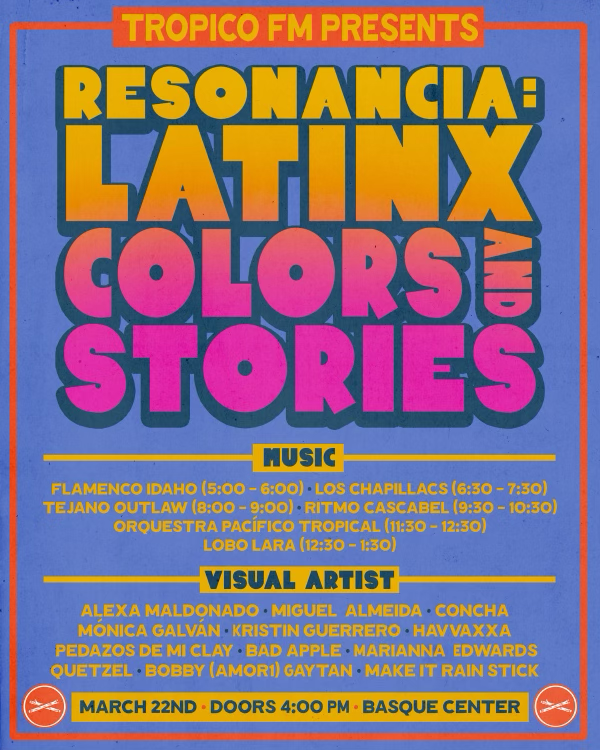 TROPICO FM PRESENTS
RESONANCIA:
LATINX
COLORS AND
STORIES
MUSIC
FLAMENCO IDAHO (5:00 - 6:00) • LOS CHAPILLACS (6:30 - 7:30)
TEJANO OUTLAW (8:00 - 9:00) • RITMO CASCABEL (9:30 - 10:30)
ORQUESTRA PACÍFICO TROPICAL (11:30 - 12:30)
LOBO LARA (12:30 - 1:30)
VISUAL ARTIST
ALEXA MALDONADO • MIGUEL ALMEIDA • CONCHA
MÓNICA GALVÁN • KRISTIN GUERRERO • HAVVAXXA
PEDAZOS DE MI CLAY • BAD APPLE • MARIANNA EDWARDS
QUETZEL • BOBBY (AMOR1) GAYTAN • MAKE IT RAIN STICK
MARCH 22ND • DOORS 4:00 PM • BASQUE CENTER